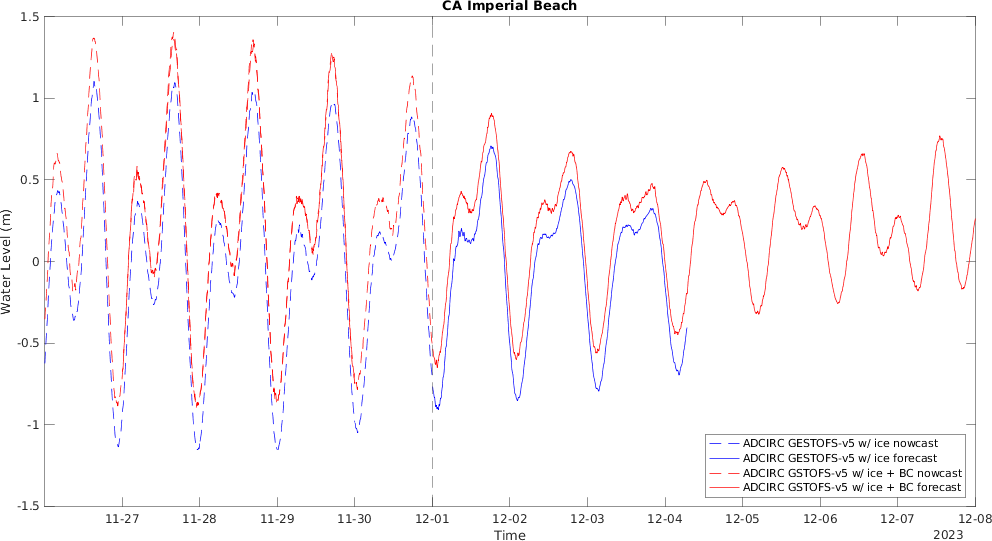 CA Imperial Beach
Water Level (m)
1.5
1
0.5
0
-0.5
-1
-1.5
11-27 11-28 11-29 11-30 12-01 12-02 12-03 12-04 12-05 12-06 12-07 12-08
Time
2023
ADCIRC GESTOFS-v5 w/ ice nowcast
ADCIRC GESTOFS-v5 w/ ice forecast
ADCIRC GSTOFS-v5 w/ ice + BC nowcast
ADCIRC GSTOFS-v5 w/ ice + BC forecast